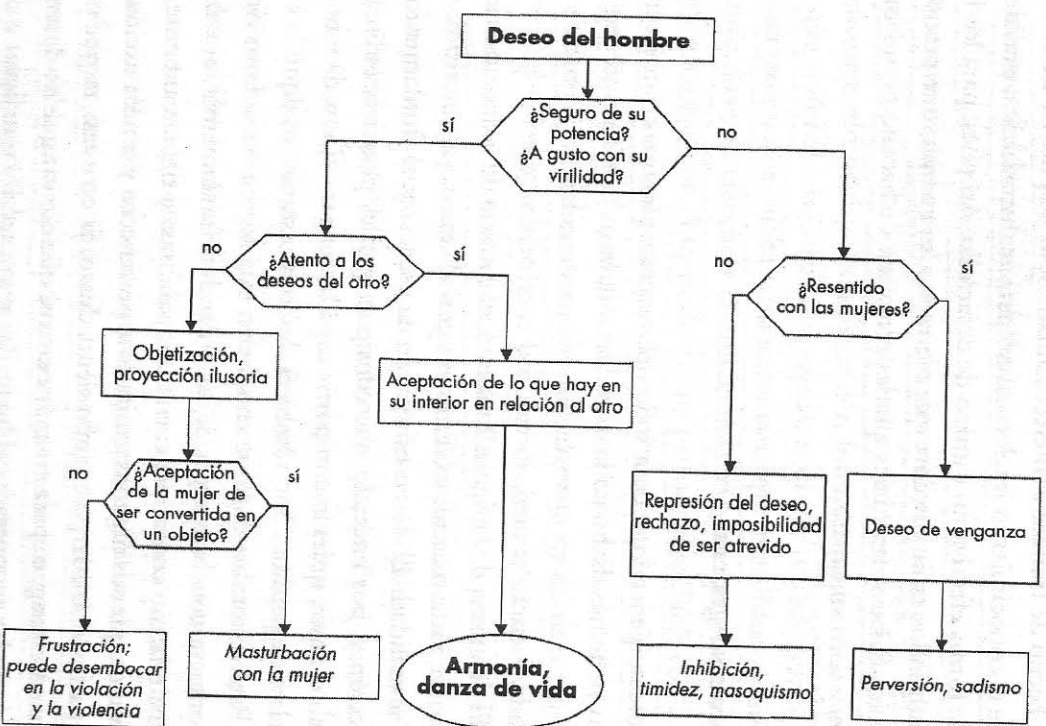 Deseo del hombre
¿Seguro de su
potencia?
¿A gusto con su
virilidad?
sí
no
¿Atento a los
deseos del otro?
no
sí
¿Resentido
con las mujeres?
no
sí
Objetización,
proyección ilusoria
Aceptación de lo que hay en
su interior en relación al otro
¿Aceptación
de la mujer de
ser convertida en
un objeto?
no
sí
Represión del deseo,
rechazo, imposibilidad
de ser atrevido
Deseo de venganza
Frustración;
puede desembocar
en la violación
y la violencia
Masturbación
con la mujer
Armonía,
danza de vida
Inhibición,
timidez, masoquismo
Perversión, sadismo